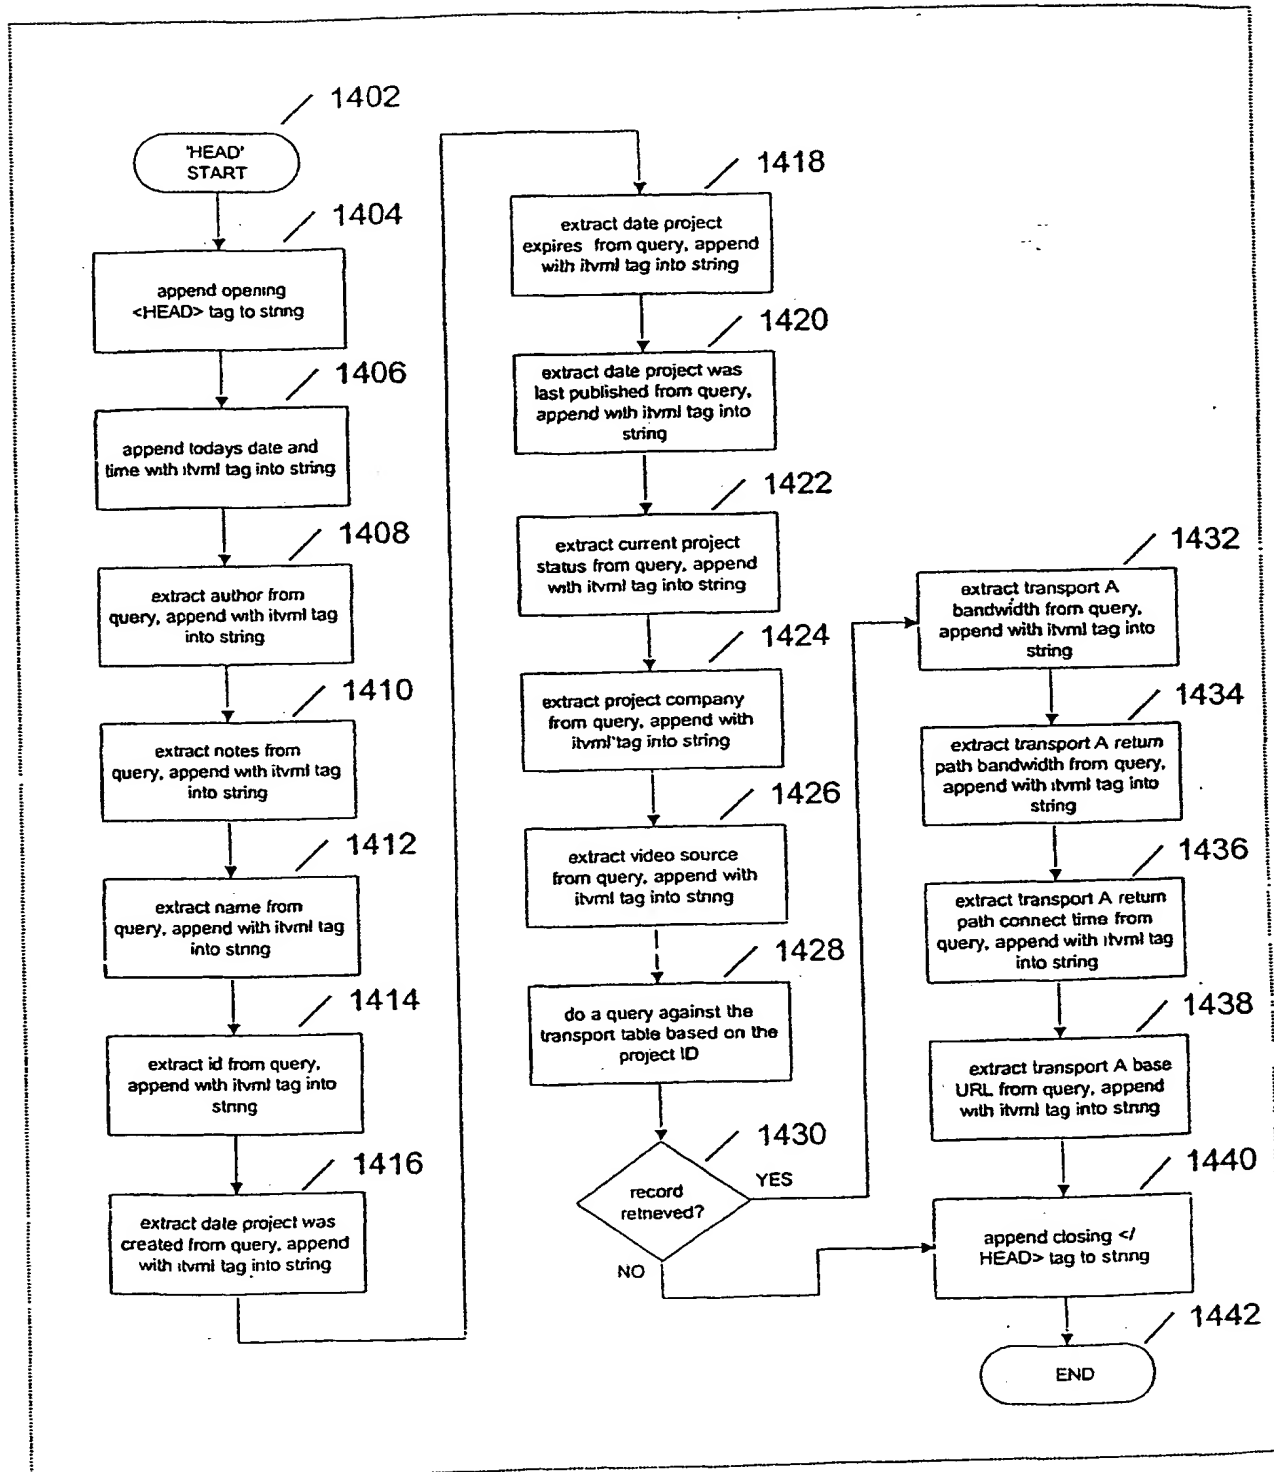 1402
'HEAD'
START
1404
append opening
<HEAD> tag to string
1406
append todays date and
time with itvml tag into string
1408
extract author from
query, append with itvml tag
into string
1410
extract notes from
query, append with itvml tag
into string
1412
extract name from
query, append with itvml tag
into string
1414
extract id from query,
append with itvml tag into
string
1416
extract date project was
created from query, append
with itvml tag into string
1418
extract date project
expires from query, append
with itvml tag into string
1420
extract date project was
last published from query,
append with itvml tag into
string
1422
extract current project
status from query, append
with itvml tag into string
1424
extract project company
from query, append with
itvml tag into string
1426
extract video source
from query, append with
itvml tag into string
1428
do a query against the
transport table based on the
project ID
1430
record
retrieved?
YES
NO
1432
extract transport A
bandwidth from query,
append with itvml tag into
string
1434
extract transport A return
path bandwidth from query,
append with itvml tag into
string
1436
extract transport A return
path connect time from
query, append with itvml tag
into string
1438
extract transport A base
URL from query, append
with itvml tag into string
1440
append closing </
HEAD> tag to string
1442
END